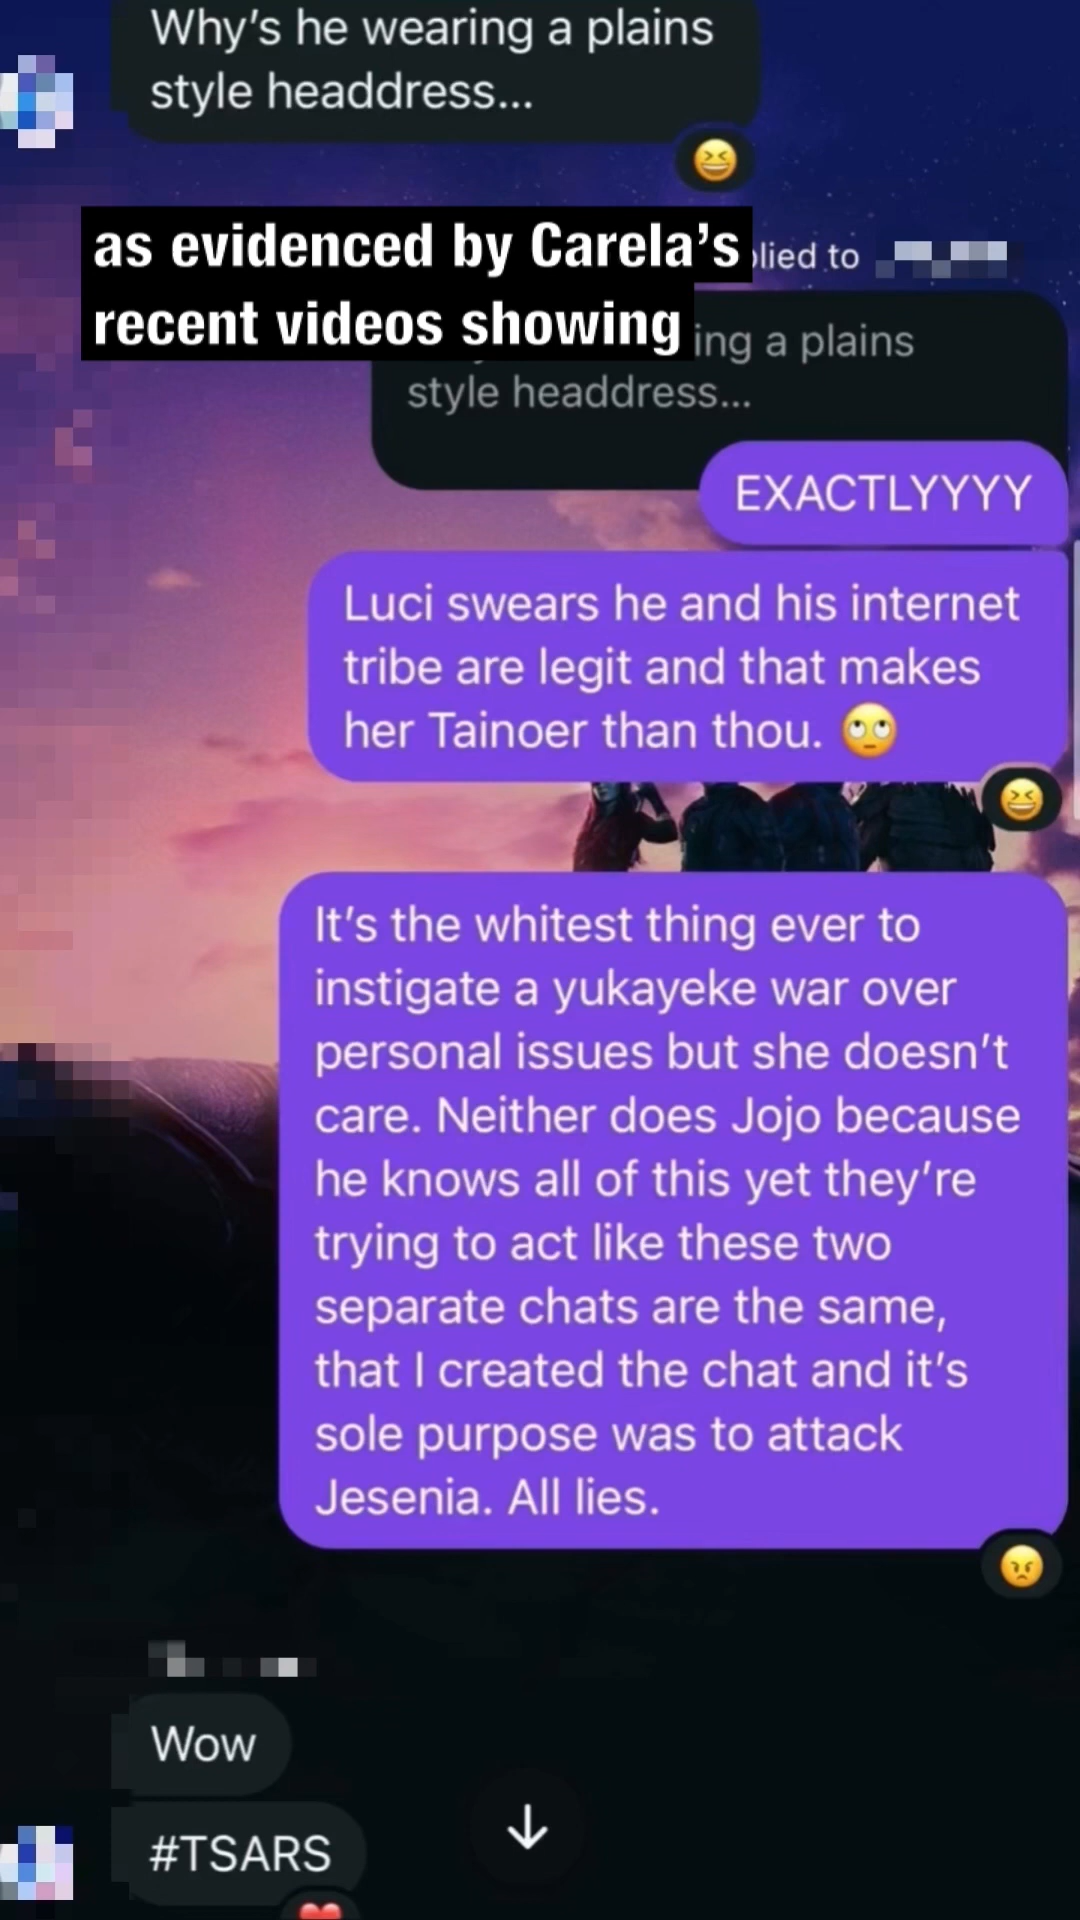 Why's he wearing a plains
style headdress...
as evidenced by Carela's
recent videos showing
lied to
ing a plains
style headdress...
EXACTLYYYY
Luci swears he and his internet
tribe are legit and that makes
her Tainoer than thou. 🙄
It's the whitest thing ever to
instigate a yukayeke war over
personal issues but she doesn't
care. Neither does Jojo because
he knows all of this yet they're
trying to act like these two
separate chats are the same,
that I created the chat and it's
sole purpose was to attack
Jesenia. All lies.
Wow
#TSARS